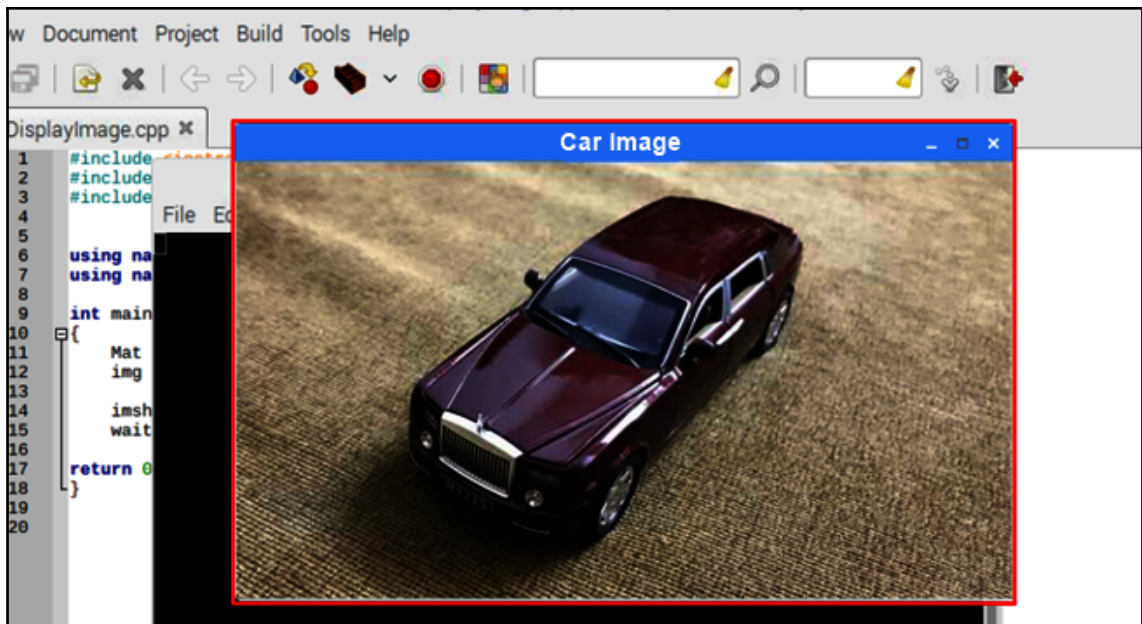 w Document Project Build Tools Help
DisplayImage.cpp
Car Image
1 #include
2 #include
3 #include
4
5
6 using na
7 using na
8
9 int main
10 {
11 Mat
12 img
13
14 imsh
15 wait
16
17 return 0
18 }
19
20
File Ed